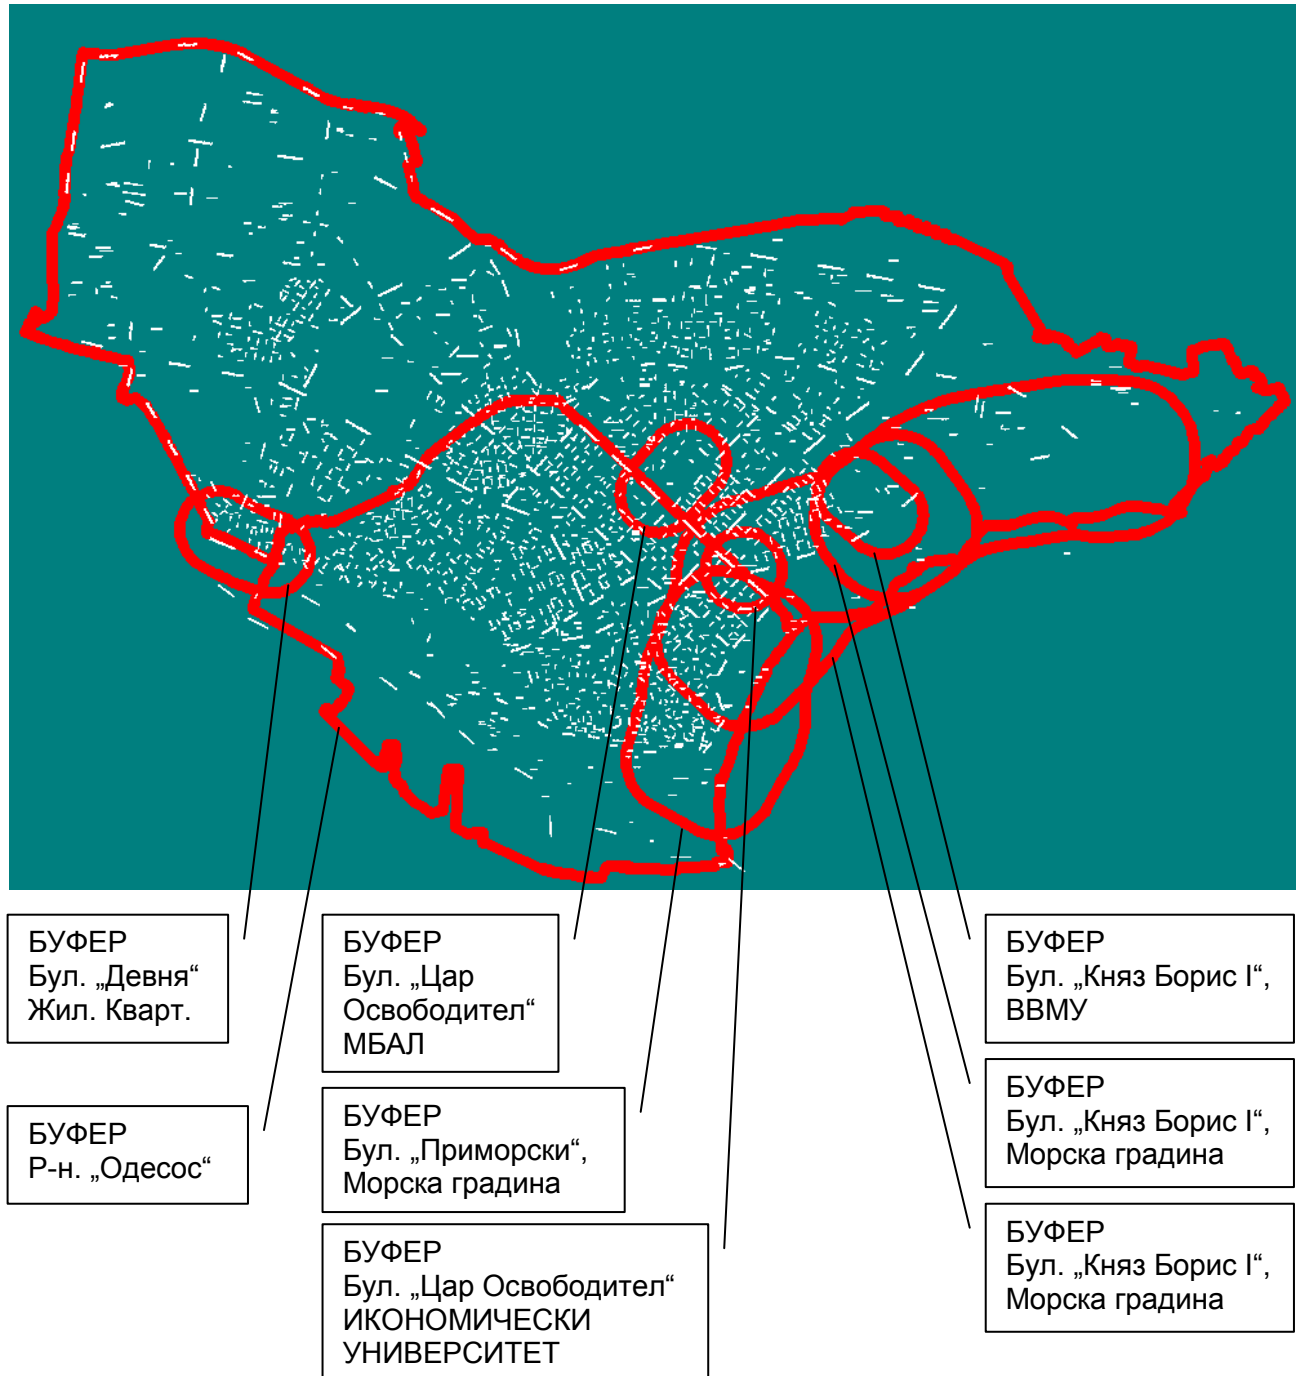 БУФЕР
Бул. „Девня“
Жил. Кварт.
БУФЕР
Р-н. „Одесос“
БУФЕР
Бул. „Цар
Освободител“
МБАЛ
БУФЕР
Бул. „Приморски“,
Морска градина
БУФЕР
Бул. „Цар Освободител“
ИКОНОМИЧЕСКИ
УНИВЕРСИТЕТ
БУФЕР
Бул. „Княз Борис I“,
ВВМУ
БУФЕР
Бул. „Княз Борис I“,
Морска градина
БУФЕР
Бул. „Княз Борис I“,
Морска градина